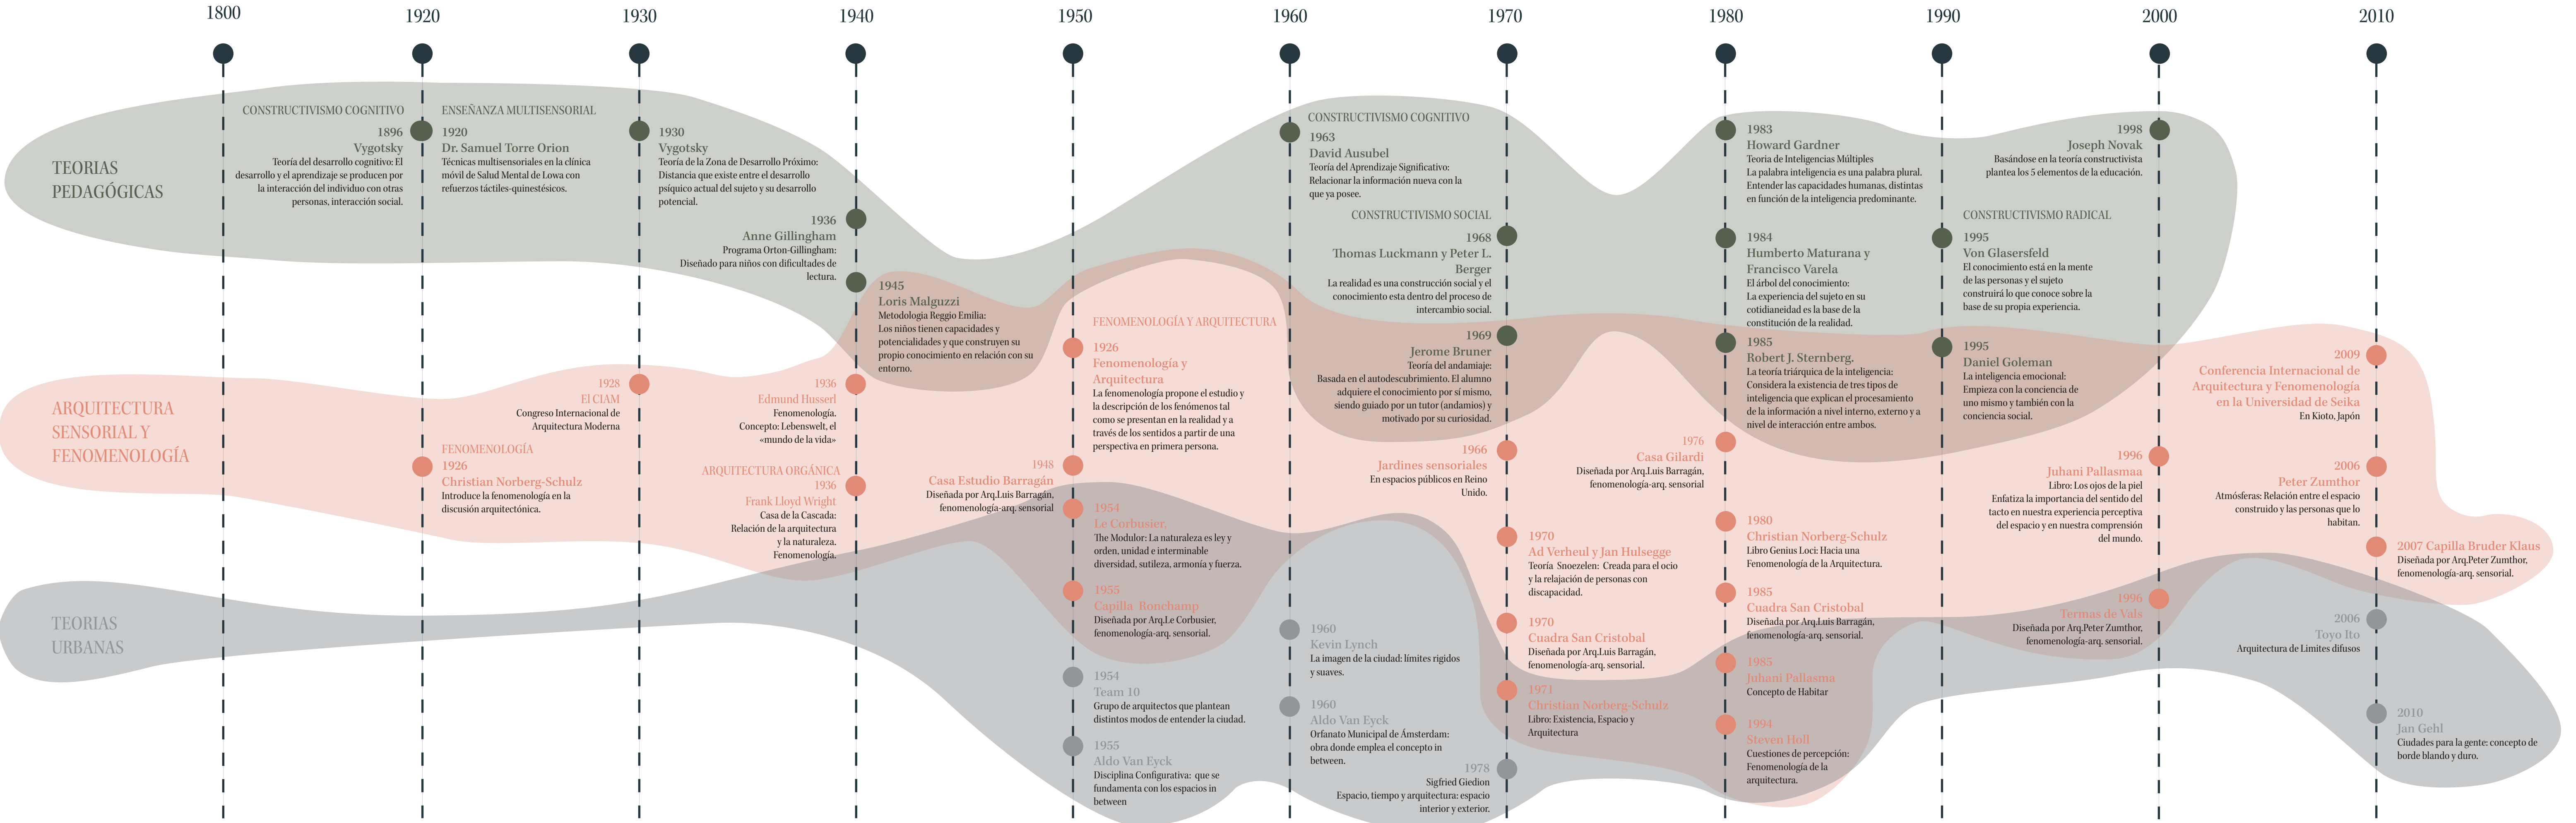 1800
1920
1930
1940
1950
1960
1970
1980
1990
2000
2010
TEORIAS
PEDAGÓGICAS
CONSTRUCTIVISMO COGNITIVO
1896
Vygotsky
Teoría del desarrollo cognitivo: El
desarrollo y el aprendizaje se producen por
la interacción del individuo con otras
personas, interacción social.
ENSEÑANZA MULTISENSORIAL
1920
Dr. Samuel Torre Orion
Técnicas multisensoriales en la clínica
móvil de Salud Mental de Lowa con
refuerzos táctiles-quinestésicos.
1930
Vygotsky
Teoría de la Zona de Desarrollo Próximo:
Distancia que existe entre el desarrollo
psíquico actual del sujeto y su desarrollo
potencial.
1936
Anne Gillingham
Programa Orton-Gillingham:
Diseñado para niños con dificultades de
lectura.
1945
Loris Malguzzi
Metodologia Reggio Emilia:
Los niños tienen capacidades y
potencialidades y que construyen su
propio conocimiento en relación con su
entorno.
CONSTRUCTIVISMO COGNITIVO
1963
David Ausubel
Teoría del Aprendizaje Significativo:
Relacionar la información nueva con la
que ya posee.
CONSTRUCTIVISMO SOCIAL
1968
Thomas Luckmann y Peter L.
Berger
La realidad es una construcción social y el
conocimiento esta dentro del proceso de
intercambio social.
1969
Jerome Bruner
Teoría del andamiaje:
Basada en el autodescubrimiento. El alumno
adquiere el conocimiento por sí mismo,
siendo guiado por un tutor (andamios) y
motivado por su curiosidad.
1983
Howard Gardner
Teoria de Inteligencias Múltiples
La palabra inteligencia es una palabra plural.
Entender las capacidades humanas, distintas
en función de la inteligencia predominante.
1984
Humberto Maturana y
Francisco Varela
El árbol del conocimiento:
La experiencia del sujeto en su
cotidianeidad es la base de la
constitución de la realidad.
1985
Robert J. Sternberg.
La teoría triárquica de la inteligencia:
Considera la existencia de tres tipos de
inteligencia que explican el procesamiento
de la información a nivel interno, externo y a
nivel de interacción entre ambos.
1998
Joseph Novak
Basándose en la teoría constructivista
plantea los 5 elementos de la educación.
CONSTRUCTIVISMO RADICAL
1995
Von Glasersfeld
El conocimiento está en la mente
de las personas y el sujeto
construirá lo que conoce sobre la
base de su propia experiencia.
1995
Daniel Goleman
La inteligencia emocional:
Empieza con la conciencia de
uno mismo y también con la
conciencia social.
ARQUITECTURA
SENSORIAL Y
FENOMENOLOGÍA
1928
El CIAM
Congreso Internacional de
Arquitectura Moderna
FENOMENOLOGÍA
1926
Christian Norberg-Schulz
Introduce la fenomenología en la
discusión arquitectónica.
1936
Edmund Husserl
Fenomenología.
Concepto: Lebenswelt, el
«mundo de la vida»
ARQUITECTURA ORGÁNICA
1936
Frank Lloyd Wright
Casa de la Cascada:
Relación de la arquitectura
y la naturaleza.
Fenomenología.
FENOMENOLOGÍA Y ARQUITECTURA
1926
Fenomenología y
Arquitectura
La fenomenología propone el estudio y
la descripción de los fenómenos tal
como se presentan en la realidad y a
través de los sentidos a partir de una
perspectiva en primera persona.
1948
Casa Estudio Barragán
Diseñada por Arq.Luis Barragán,
fenomenología-arq. sensorial
1954
Le Corbusier.
The Modulor: La naturaleza es ley y
orden, unidad e interminable
diversidad, sutileza, armonía y fuerza.
1955
Capilla Ronchamp
Diseñada por Arq.Le Corbusier,
fenomenología-arq. sensorial.
1966
Jardines sensoriales
En espacios públicos en Reino
Unido.
1970
Ad Verheul y Jan Hulsegge
Teoría Snoezelen: Creada para el ocio
y la relajación de personas con
discapacidad.
1970
Cuadra San Cristobal
Diseñada por Arq.Luis Barragán,
fenomenología-arq. sensorial.
1971
Christian Norberg-Schulz
Libro: Existencia, Espacio y
Arquitectura
1976
Casa Gilardi
Diseñada por Arq.Luis Barragán,
fenomenología-arq. sensorial
1980
Christian Norberg-Schulz
Libro Genius Loci: Hacia una
Fenomenología de la Arquitectura.
1985
Cuadra San Cristobal
Diseñada por Arq.Luis Barragán,
fenomenología-arq. sensorial.
1985
Juhani Pallasma
Concepto de Habitar
1994
Steven Holl
Cuestiones de percepción:
Fenomenología de la
arquitectura.
1996
Juhani Pallasmaa
Libro: Los ojos de la piel
Enfatiza la importancia del sentido del
tacto en nuestra experiencia perceptiva
del espacio y en nuestra comprensión
del mundo.
1996
Termas de Vals
Diseñada por Arq.Peter Zumthor,
fenomenología-arq. sensorial.
2009
Conferencia Internacional de
Arquitectura y Fenomenología
en la Universidad de Seika
En Kioto, Japón
2006
Peter Zumthor
Atmósferas: Relación entre el espacio
construido y las personas que lo
habitan.
2007 Capilla Bruder Klaus
Diseñada por Arq.Peter Zumthor,
fenomenología-arq. sensorial.
TEORIAS
URBANAS
1954
Team 10
Grupo de arquitectos que plantean
distintos modos de entender la ciudad.
1955
Aldo Van Eyck
Disciplina Configurativa: que se
fundamenta con los espacios in
between
1960
Kevin Lynch
La imagen de la ciudad: límites rigidos
y suaves.
1960
Aldo Van Eyck
Orfanato Municipal de Ámsterdam:
obra donde emplea el concepto in
between.
1978
Sigfried Giedion
Espacio, tiempo y arquitectura: espacio
interior y exterior.
2006
Toyo Ito
Arquitectura de Limites difusos
2010
Jan Gehl
Ciudades para la gente: concepto de
borde blando y duro.